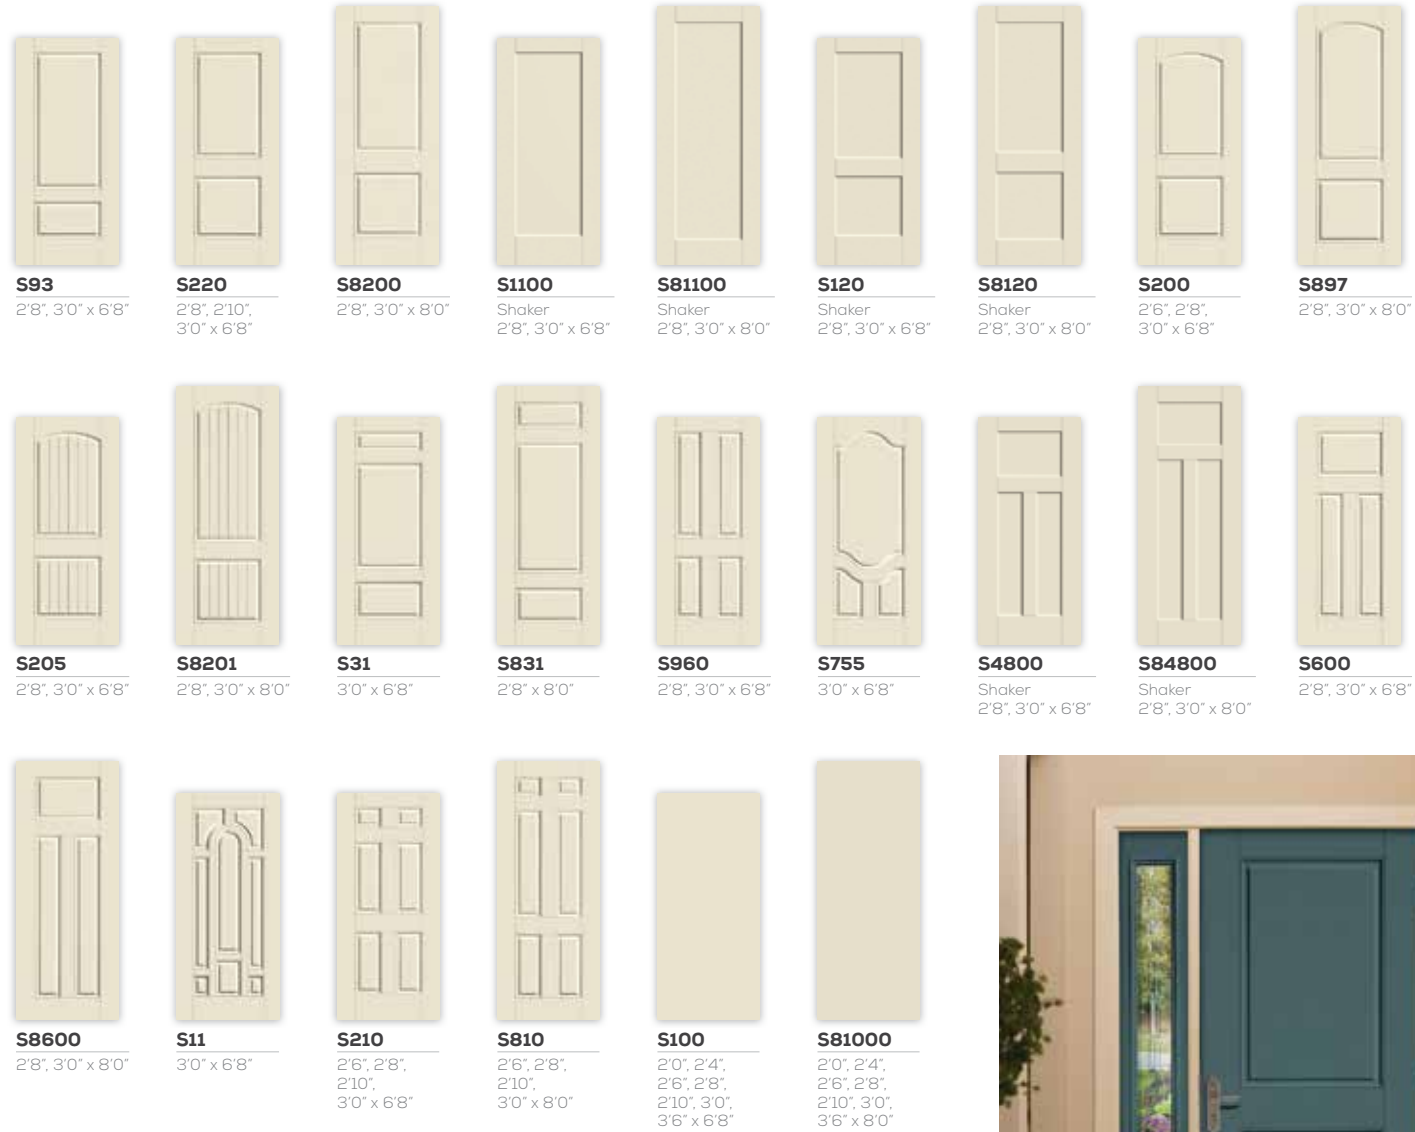 S93
2'8", 3'0" x 6'8"
S220
2'8", 2'10",
3'0" x 6'8"
S8200
2'8", 3'0" x 8'0"
S1100
Shaker
2'8", 3'0" x 6'8"
S81100
Shaker
2'8", 3'0" x 8'0"
S120
Shaker
2'8", 3'0" x 6'8"
S8120
Shaker
2'8", 3'0" x 8'0"
S200
2'6", 2'8",
3'0" x 6'8"
S897
2'8", 3'0" x 8'0"
S205
2'8", 3'0" x 6'8"
S8201
2'8", 3'0" x 8'0"
S31
3'0" x 6'8"
S831
2'8" x 8'0"
S960
2'8", 3'0" x 6'8"
S755
3'0" x 6'8"
S4800
Shaker
2'8", 3'0" x 6'8"
S84800
Shaker
2'8", 3'0" x 8'0"
S600
2'8", 3'0" x 6'8"
S8600
2'8", 3'0" x 8'0"
S11
3'0" x 6'8"
S210
2'6", 2'8",
2'10",
3'0" x 6'8"
S810
2'6", 2'8",
2'10",
3'0" x 8'0"
S100
2'0", 2'4",
2'6", 2'8",
2'10", 3'0",
3'6" x 6'8"
S81000
2'0", 2'4",
2'6", 2'8",
2'10", 3'0",
3'6" x 8'0"